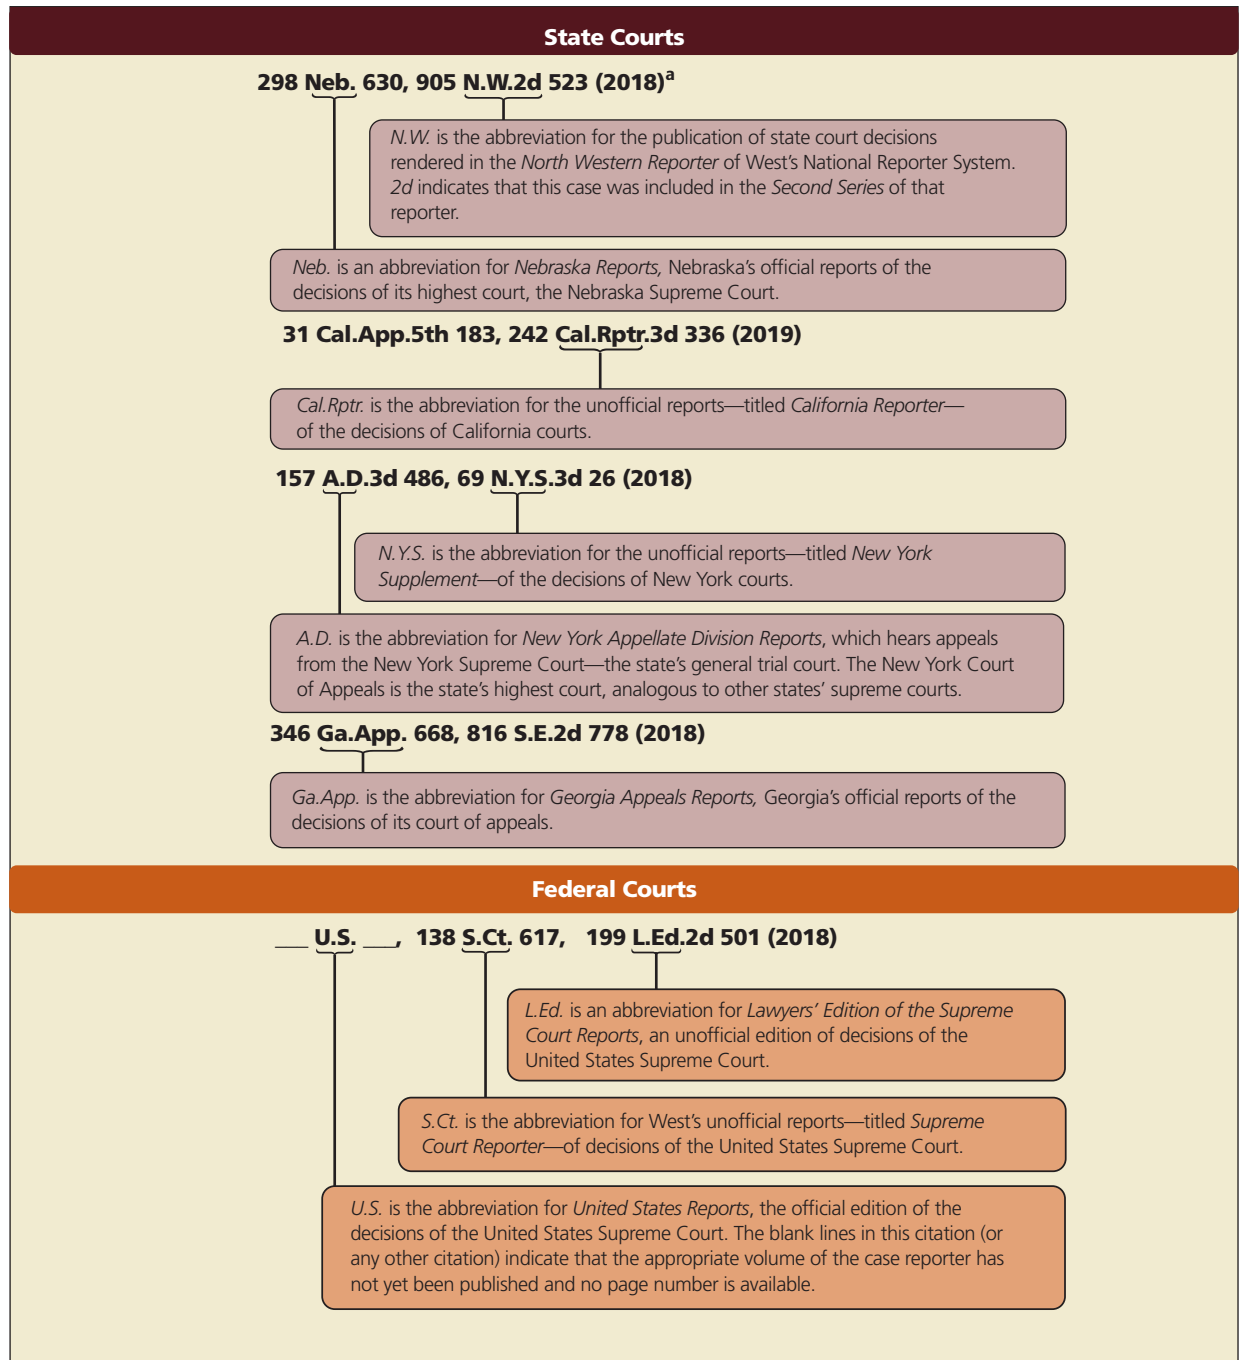 State Courts
298 Neb. 630, 905 N.W.2d 523 (2018)a
N.W. is the abbreviation for the publication of state court decisions
rendered in the North Western Reporter of West's National Reporter System.
2d indicates that this case was included in the Second Series of that
reporter.
Neb. is an abbreviation for Nebraska Reports, Nebraska's official reports of the
decisions of its highest court, the Nebraska Supreme Court.
31 Cal.App.5th 183, 242 Cal.Rptr.3d 336 (2019)
Cal.Rptr. is the abbreviation for the unofficial reports—titled California Reporter—
of the decisions of California courts.
157 A.D.3d 486, 69 N.Y.S.3d 26 (2018)
N.Y.S. is the abbreviation for the unofficial reports—titled New York
Supplement—of the decisions of New York courts.
A.D. is the abbreviation for New York Appellate Division Reports, which hears appeals
from the New York Supreme Court—the state's general trial court. The New York Court
of Appeals is the state's highest court, analogous to other states' supreme courts.
346 Ga.App. 668, 816 S.E.2d 778 (2018)
Ga.App. is the abbreviation for Georgia Appeals Reports, Georgia's official reports of the
decisions of its court of appeals.
Federal Courts
___ U.S. ___, 138 S.Ct. 617, 199 L.Ed.2d 501 (2018)
L.Ed. is an abbreviation for Lawyers' Edition of the Supreme
Court Reports, an unofficial edition of decisions of the
United States Supreme Court.
S.Ct. is the abbreviation for West's unofficial reports—titled Supreme
Court Reporter—of decisions of the United States Supreme Court.
U.S. is the abbreviation for United States Reports, the official edition of the
decisions of the United States Supreme Court. The blank lines in this citation (or
any other citation) indicate that the appropriate volume of the case reporter has
not yet been published and no page number is available.